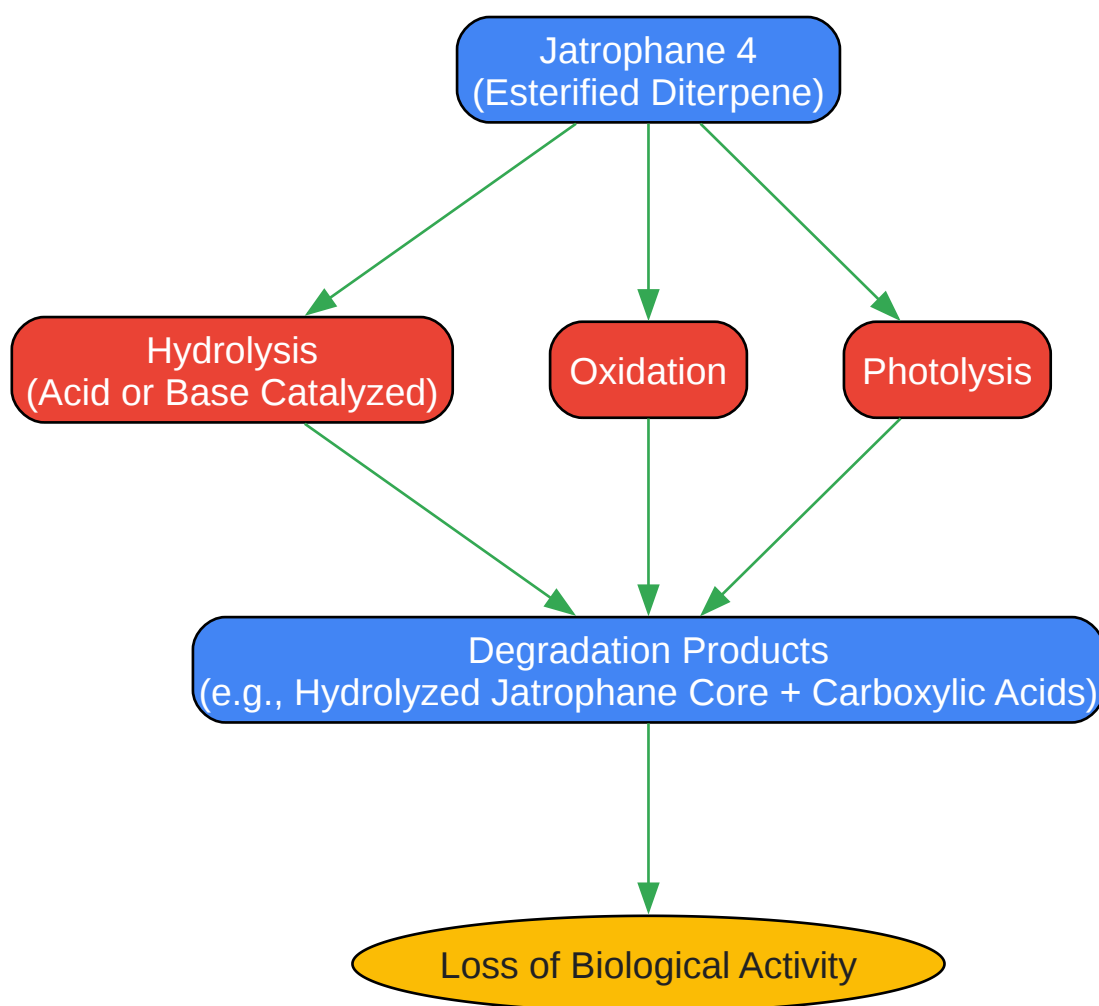 Jatrophane 4
(Esterified Diterpene)
Hydrolysis
(Acid or Base Catalyzed)
Oxidation
Photolysis
Degradation Products
(e.g., Hydrolyzed Jatrophane Core + Carboxylic Acids)
Loss of Biological Activity